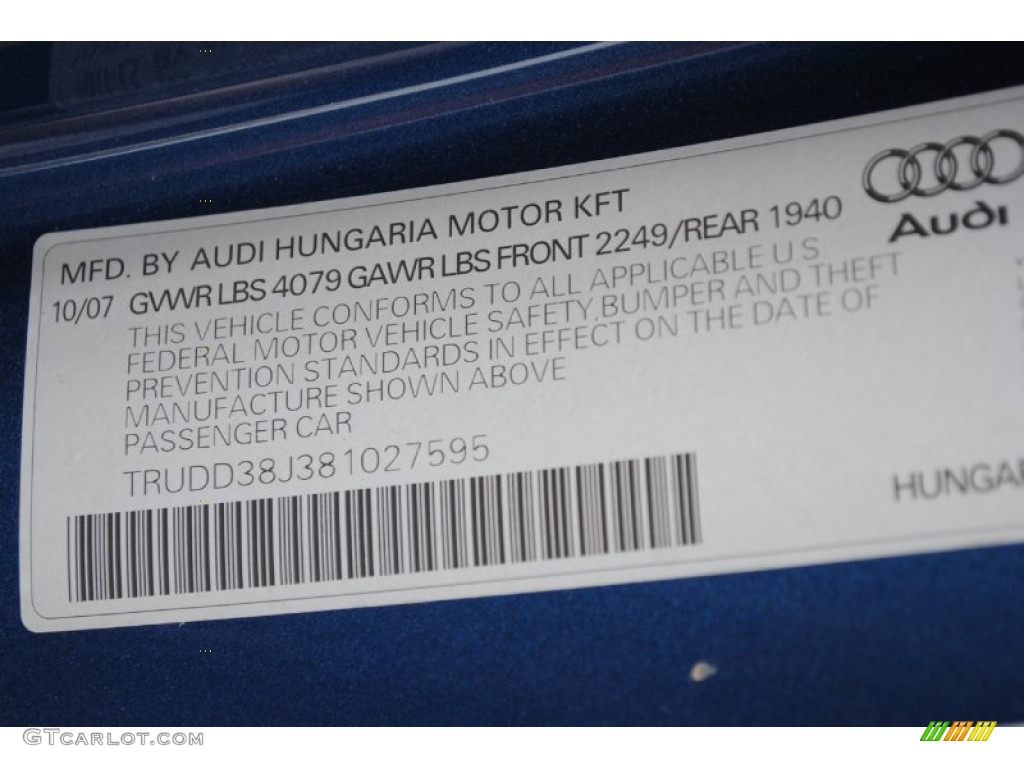 Audi
MFD. BY AUDI HUNGARIA MOTOR KFT
10/07 GVWR LBS 4079 GAWR LBS FRONT 2249/REAR 1940
THIS VEHICLE CONFORMS TO ALL APPLICABLE U S
FEDERAL MOTOR VEHICLE SAFETY,BUMPER AND THEFT
PREVENTION STANDARDS IN EFFECT ON THE DATE OF
MANUFACTURE SHOWN ABOVE
PASSENGER CAR
TRUDD38J381027595
HUNGAR
GTCARLOT.COM